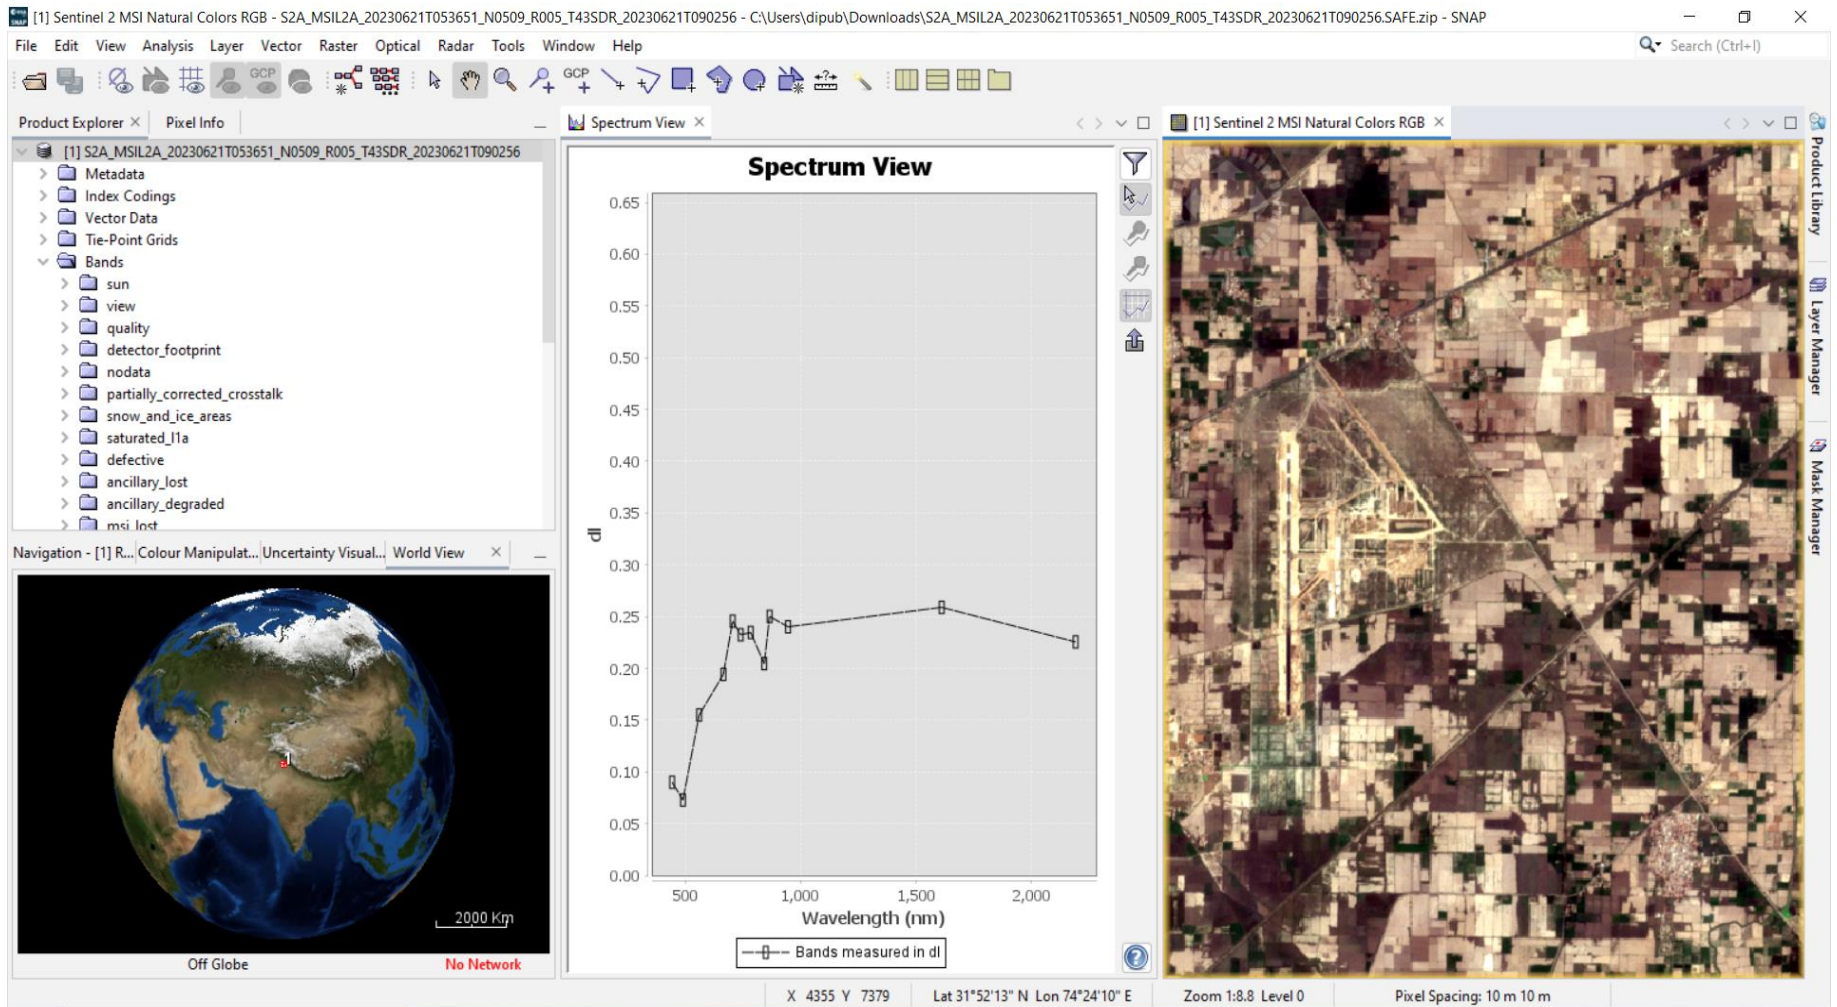 [1] Sentinel 2 MSI Natural Colors RGB - S2A_MSIL2A_20230621T053651_N0509_R005_T43SDR_20230621T090256 - C:\Users\dipub\Downloads\S2A_MSIL2A_20230621T053651_N0509_R005_T43SDR_20230621T090256.SAFE.zip - SNAP
File Edit View Analysis Layer Vector Raster Optical Radar Tools Window Help
Search (Ctrl+I)
GCP GCP
Product Explorer Pixel Info
[1] S2A_MSIL2A_20230621T053651_N0509_R005_T43SDR_20230621T090256
Metadata
Index Codings
Vector Data
Tie-Point Grids
Bands
sun
view
quality
detector_footprint
nodata
partially_corrected_crosstalk
snow_and_ice_areas
saturated_l1a
defective
ancillary_lost
ancillary_degraded
msi_lost
Navigation - [1] R... Colour Manipulat... Uncertainty Visual... World View
1
2000 Km
Off Globe No Network
Spectrum View
Spectrum View
0.65
0.60
0.55
0.50
0.45
0.40
0.35
0.30
0.25
0.20
0.15
0.10
0.05
0.00
dl
500 1,000 1,500 2,000
Wavelength (nm)
Bands measured in dl
[1] Sentinel 2 MSI Natural Colors RGB
Product Library
Layer Manager
Mask Manager
X 4355 Y 7379 Lat 31°52'13" N Lon 74°24'10" E Zoom 1:8.8 Level 0 Pixel Spacing: 10 m 10 m